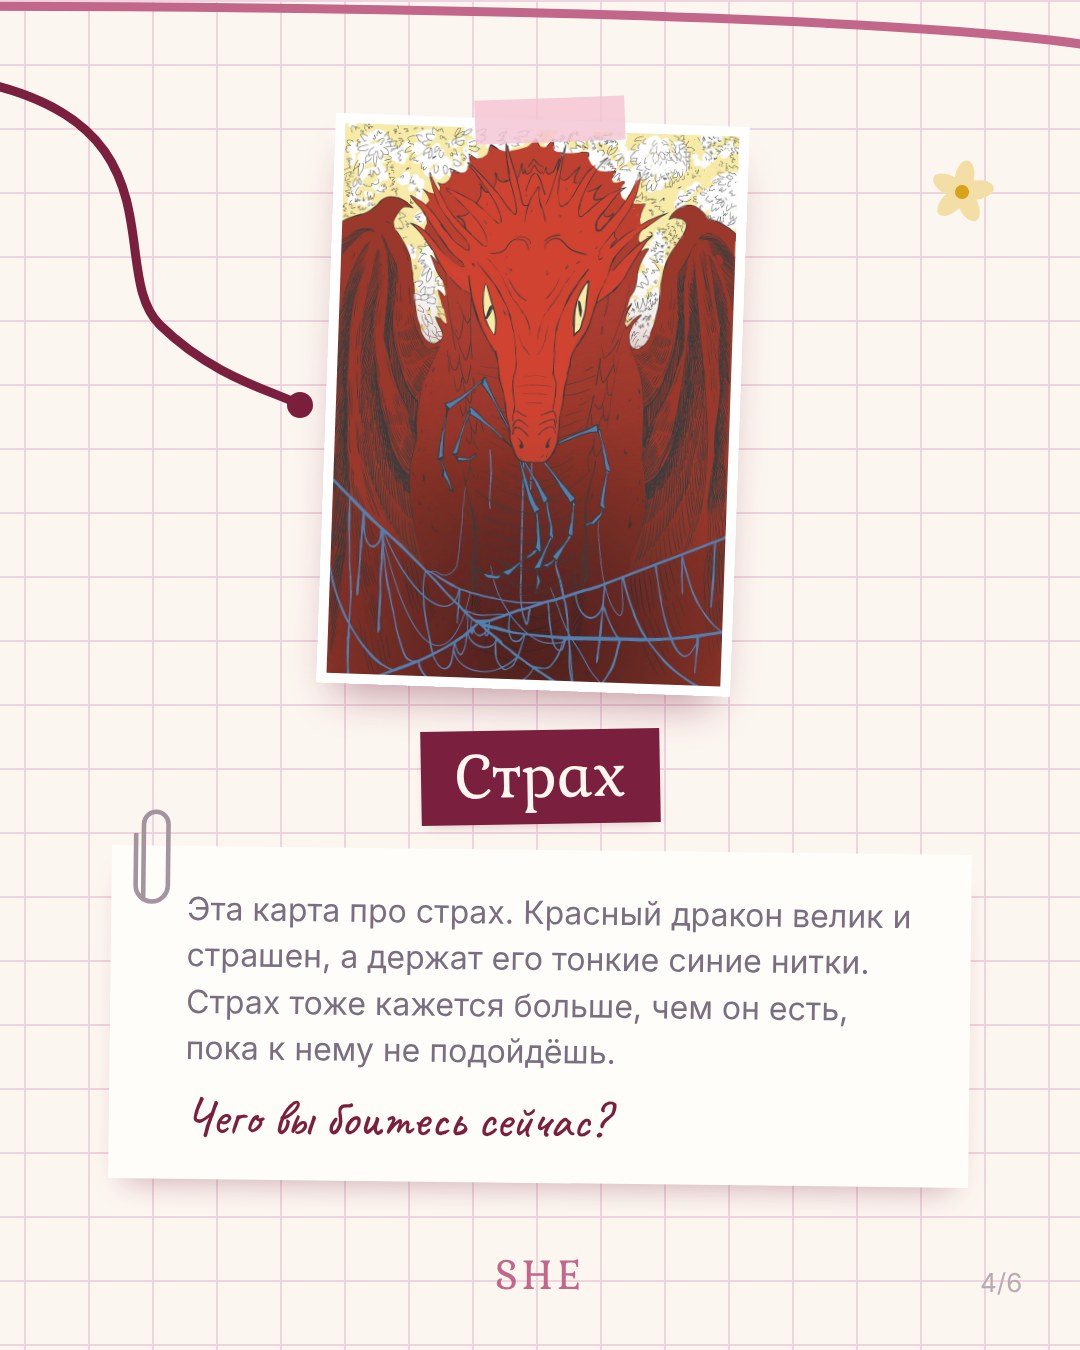 Страх
Эта карта про страх. Красный дракон велик и
страшен, а держат его тонкие синие нитки.
Страх тоже кажется больше, чем он есть,
пока к нему не подойдёшь.
Чего вы боитесь сейчас?
SHE
4/6